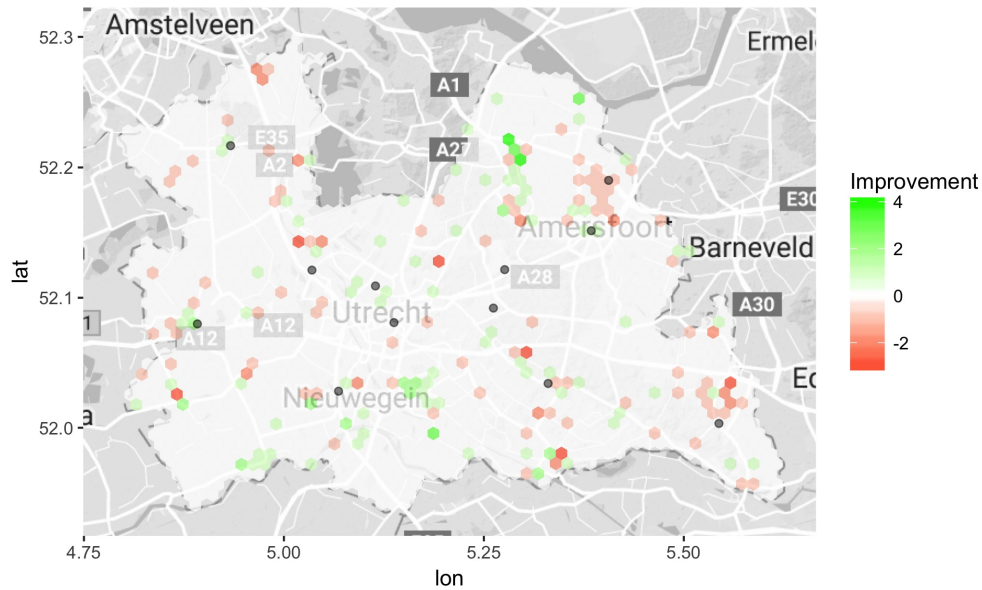 Amstelveen
52.3
Ermel
A1
E35
A27
A2
52.2
E30
Amersfoort
Barneveld
A28
52.1
A30
Utrecht
1
A12
A12
Ed
Nieuwegein
a
52.0
4.75
5.00
5.25
5.50
lon
lat
Improvement
4
2
0
-2